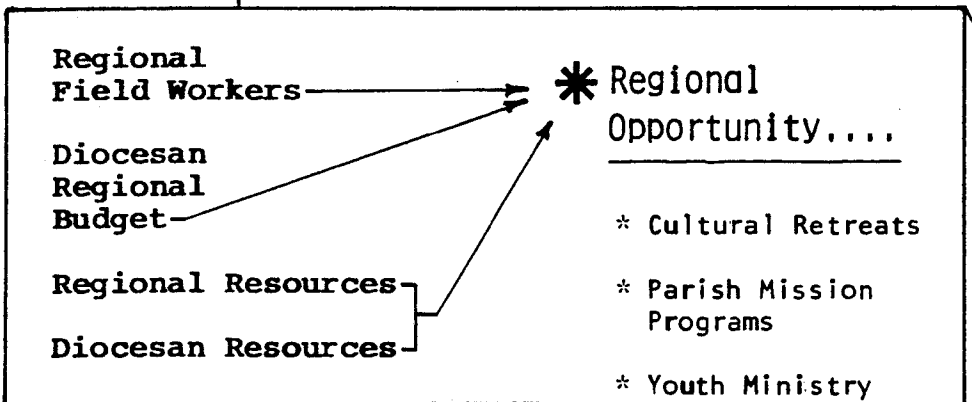 Regional
Field Workers
Diocesan
Regional
Budget
Regional Resources
Diocesan Resources
* Regional
Opportunity....
* Cultural Retreats
* Parish Mission
Programs
* Youth Ministry